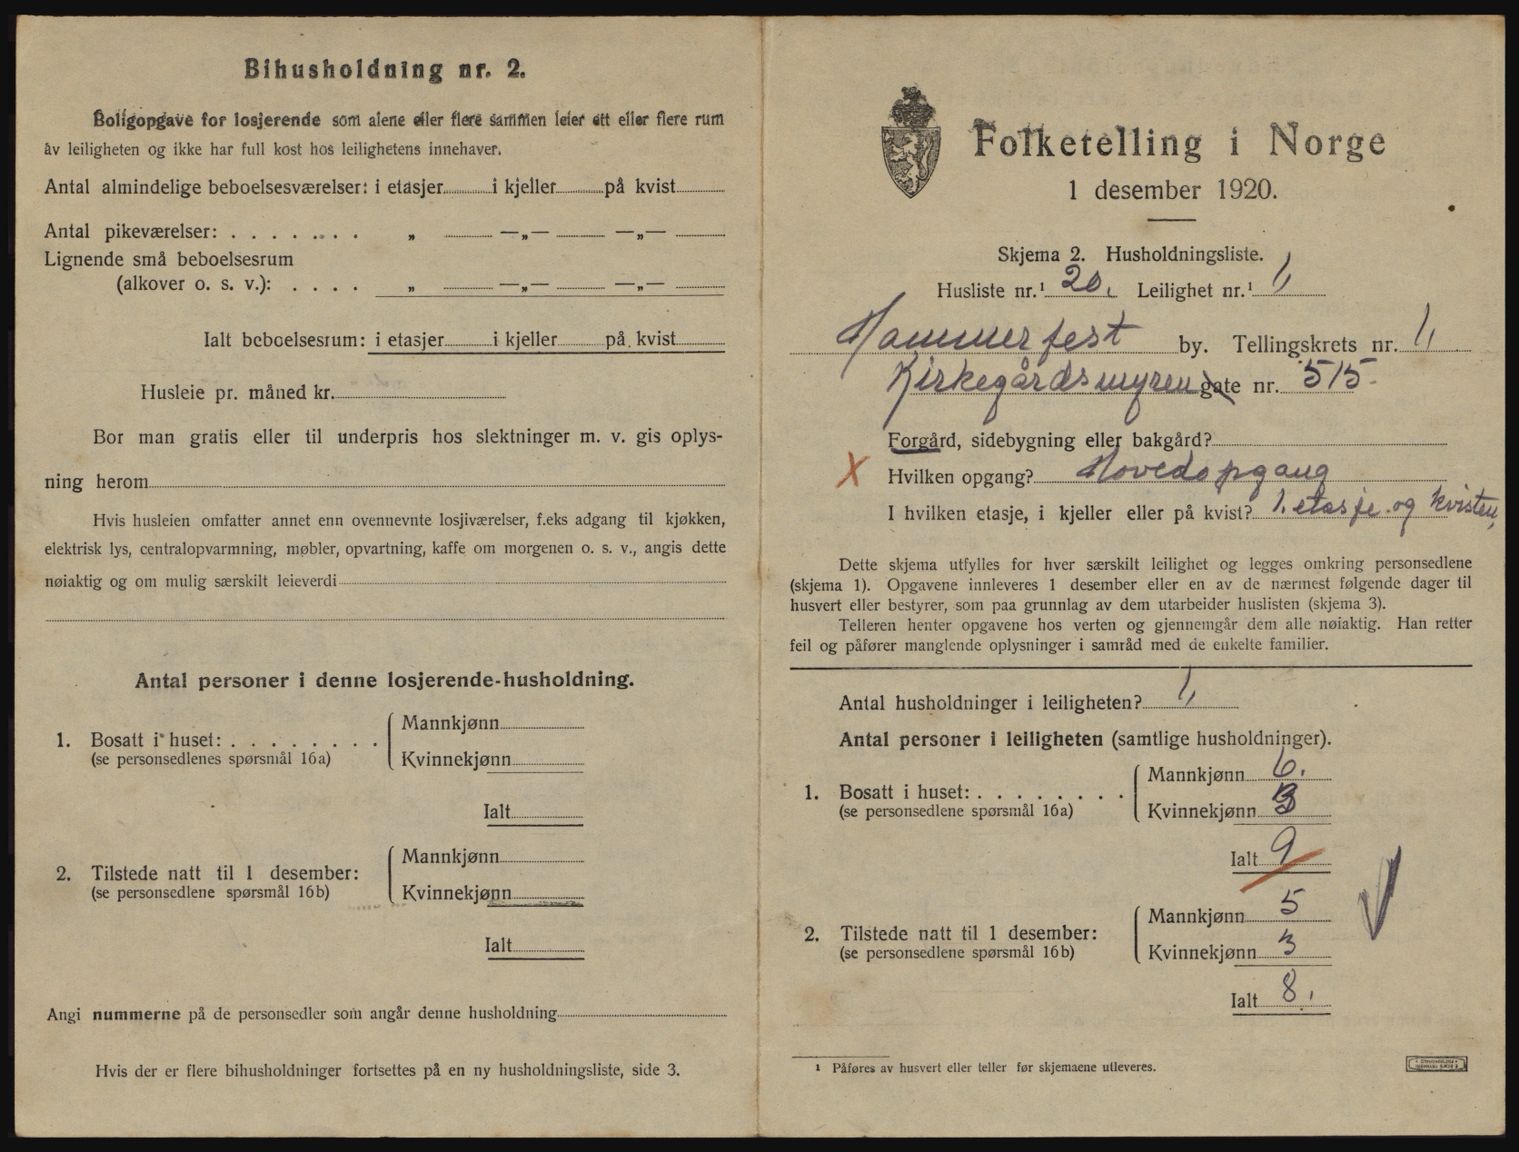 Bihusholdning nr. 2.
Boligopgave for losjerende som alene eller flere sammen leier ett eller flere rum
av leiligheten og ikke har full kost hos leilighetens innehaver.
Antal almindelige beboelsesværelser: i etasjer i kjeller på kvist
Antal pikeværelser: . . . . . . . „ —„— —„—
Lignende små beboelsesrum
(alkover o. s. v.): . . . . „ —„— —„—
Ialt beboelsesrum: i etasjer i kjeller på kvist
Husleie pr. måned kr.
Bor man gratis eller til underpris hos slektninger m. v. gis oplys-
ning herom
Hvis husleien omfatter annet enn ovennevnte losjiværelser, f.eks adgang til kjøkken,
elektrisk lys, centralopvarmning, møbler, opvartning, kaffe om morgenen o. s. v., angis dette
nøiaktig og om mulig særskilt leieverdi
Antal personer i denne losjerende-husholdning.
1. Bosatt i huset: . . . . . . . .
(se personsedlenes spørsmål 16a)
Mannkjønn
Kvinnekjønn
Ialt
2. Tilstede natt til 1 desember:
(se personsedlene spørsmål 16b)
Mannkjønn
Kvinnekjønn
Ialt
Angi nummerne på de personsedler som angår denne husholdning
Hvis der er flere bihusholdninger fortsettes på en ny husholdningsliste, side 3.
Folketelling i Norge
1 desember 1920.
Skjema 2. Husholdningsliste.
Husliste nr.¹ 20. Leilighet nr.¹ 1,
Hammerfest by. Tellingskrets nr. 1,
Kirkegårdsmyren gate nr. 515.
Forgård, sidebygning eller bakgård?
X Hvilken opgang? Hovedopgang
I hvilken etasje, i kjeller eller på kvist? 1. etasje og kvisten,
Dette skjema utfylles for hver særskilt leilighet og legges omkring personsedlene
(skjema 1). Opgavene innleveres 1 desember eller en av de nærmest følgende dager til
husvert eller bestyrer, som paa grunnlag av dem utarbeider huslisten (skjema 3).
Telleren henter opgavene hos verten og gjennemgår dem alle nøiaktig. Han retter
feil og påfører manglende oplysninger i samråd med de enkelte familier.
Antal husholdninger i leiligheten? 1,
Antal personer i leiligheten (samtlige husholdninger).
1. Bosatt i huset: . . . . . . . .
(se personsedlene spørsmål 16a)
Mannkjønn 6.
Kvinnekjønn 3
Ialt 9
2. Tilstede natt til 1 desember:
(se personsedlene spørsmål 16b)
Mannkjønn 5
Kvinnekjønn 3
Ialt 8.
¹ Påføres av husvert eller teller før skjemaene utleveres.